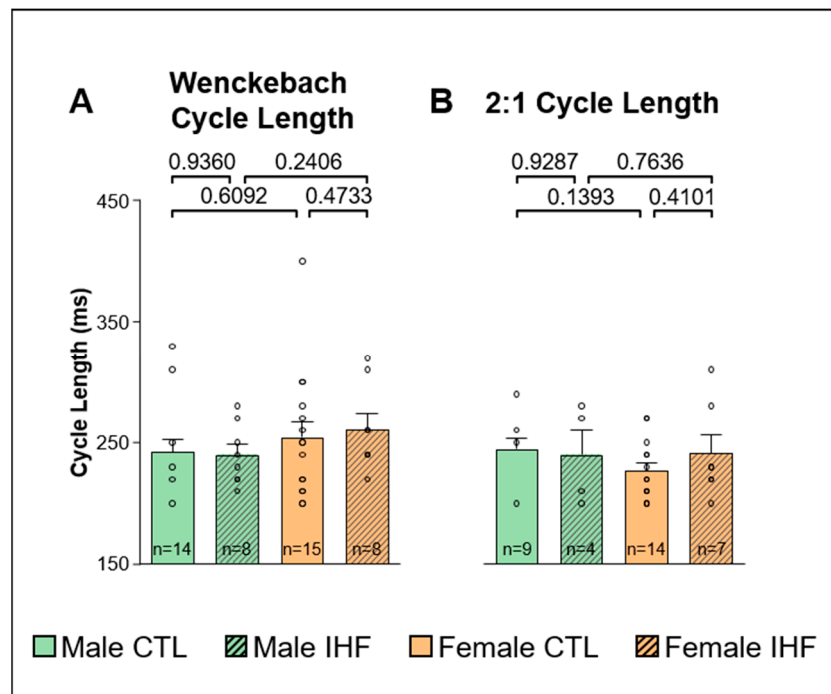 A
Wenckebach
Cycle Length
B
2:1 Cycle Length
0.9360
0.2406
0.6092
0.4733
0.9287
0.7636
0.1393
0.4101
Cycle Length (ms)
450
350
250
150
n=14
n=8
n=15
n=8
n=9
n=4
n=14
n=7
Male CTL
Male IHF
Female CTL
Female IHF